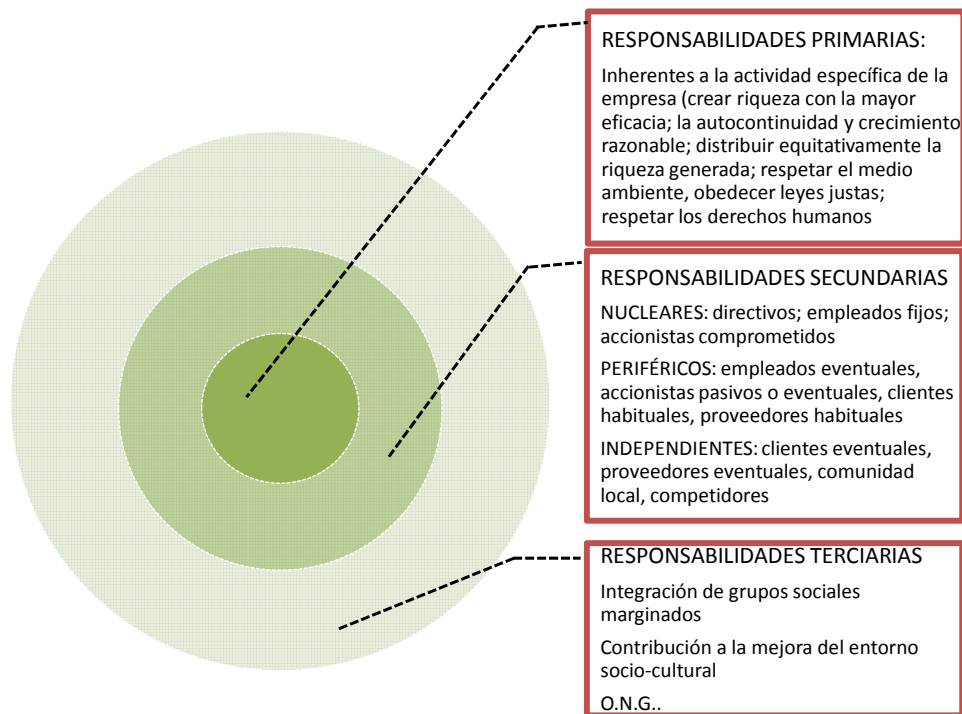 RESPONSABILIDADES PRIMARIAS:
Inherentes a la actividad específica de la
empresa (crear riqueza con la mayor
eficacia; la autocontinuidad y crecimiento
razonable; distribuir equitativamente la
riqueza generada; respetar el medio
ambiente, obedecer leyes justas;
respetar los derechos humanos
RESPONSABILIDADES SECUNDARIAS
NUCLEARES: directivos; empleados fijos;
accionistas comprometidos
PERIFÉRICOS: empleados eventuales,
accionistas pasivos o eventuales, clientes
habituales, proveedores habituales
INDEPENDIENTES: clientes eventuales,
proveedores eventuales, comunidad
local, competidores
RESPONSABILIDADES TERCIARIAS
Integración de grupos sociales
marginados
Contribución a la mejora del entorno
socio-cultural
O.N.G..